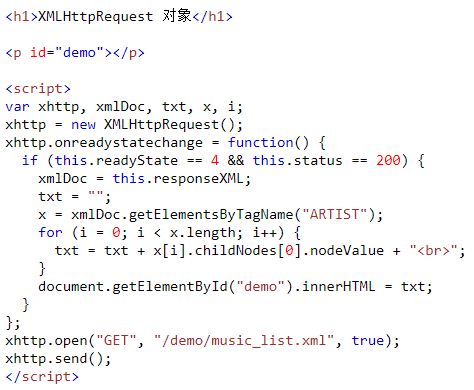 <h1>XMLHttpRequest 对象</h1>
<p id="demo"></p>
<script>
var xhttp, xmlDoc, txt, x, i;
xhttp = new XMLHttpRequest();
xhttp.onreadystatechange = function() {
  if (this.readyState == 4 && this.status == 200) {
    xmlDoc = this.responseXML;
    txt = "";
    x = xmlDoc.getElementsByTagName("ARTIST");
    for (i = 0; i < x.length; i++) {
      txt = txt + x[i].childNodes[0].nodeValue + "<br>";
    }
    document.getElementById("demo").innerHTML = txt;
  }
};
xhttp.open("GET", "/demo/music_list.xml", true);
xhttp.send();
</script>